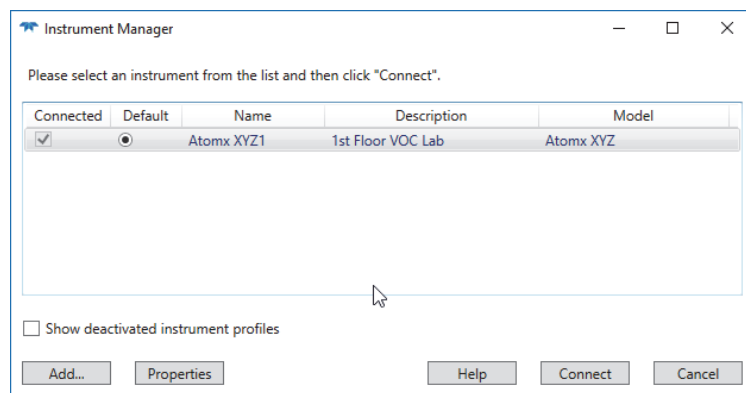 Instrument Manager
Please select an instrument from the list and then click "Connect".
Connected Default Name Description Model
Atomx XYZ1 1st Floor VOC Lab Atomx XYZ
Show deactivated instrument profiles
Add... Properties Help Connect Cancel